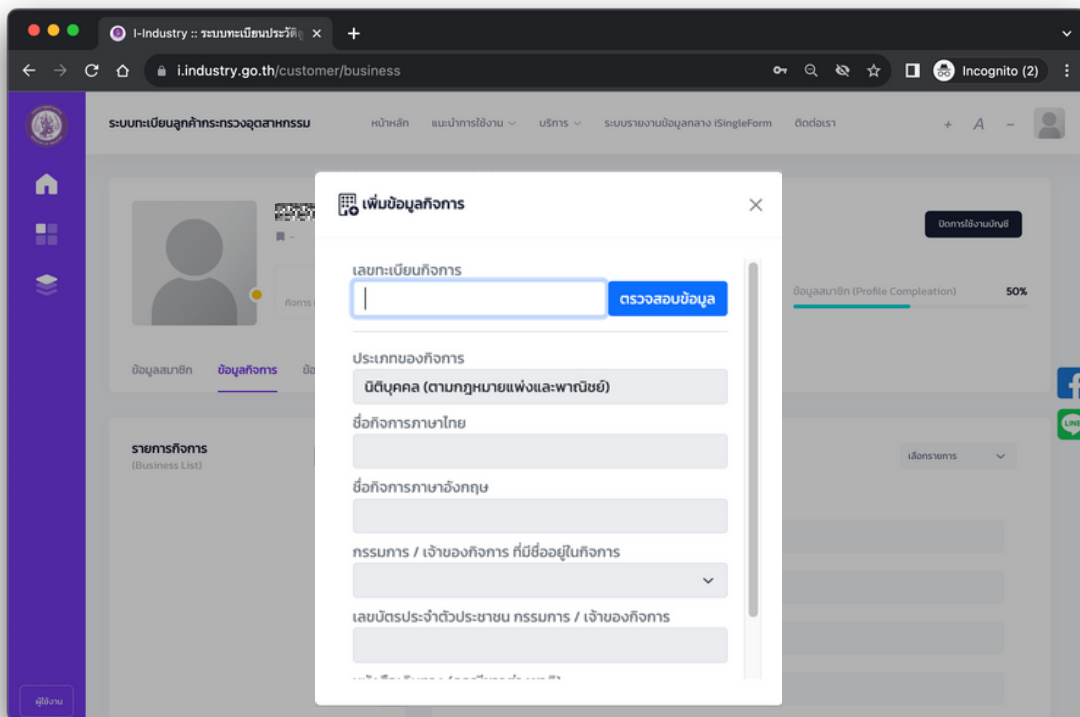 I-Industry :: ระบบทะเบียนประวัติ
i.industry.go.th/customer/business
Incognito (2)
ระบบทะเบียนลูกค้ากระทรวงอุตสาหกรรม
หน้าหลัก
แนะนำการใช้งาน
บริการ
ระบบรายงานข้อมูลกลาง iSingleForm
ติดต่อเรา
+ A -
เพิ่มข้อมูลกิจการ
ปิดการใช้งานบัญชี
เลขทะเบียนกิจการ
ตรวจสอบข้อมูล
กิจการ
ข้อมูลสมาชิก (Profile Compleation)
50%
ประเภทของกิจการ
นิติบุคคล (ตามกฎหมายแพ่งและพาณิชย์)
ข้อมูลสมาชิก
ข้อมูลกิจการ
ชื่อกิจการภาษาไทย
รายการกิจการ
(Business List)
เลือกรายการ
LINE
ชื่อกิจการภาษาอังกฤษ
กรรมการ / เจ้าของกิจการ ที่มีชื่ออยู่ในกิจการ
เลขบัตรประจำตัวประชาชน กรรมการ / เจ้าของกิจการ
ผู้ใช้งาน